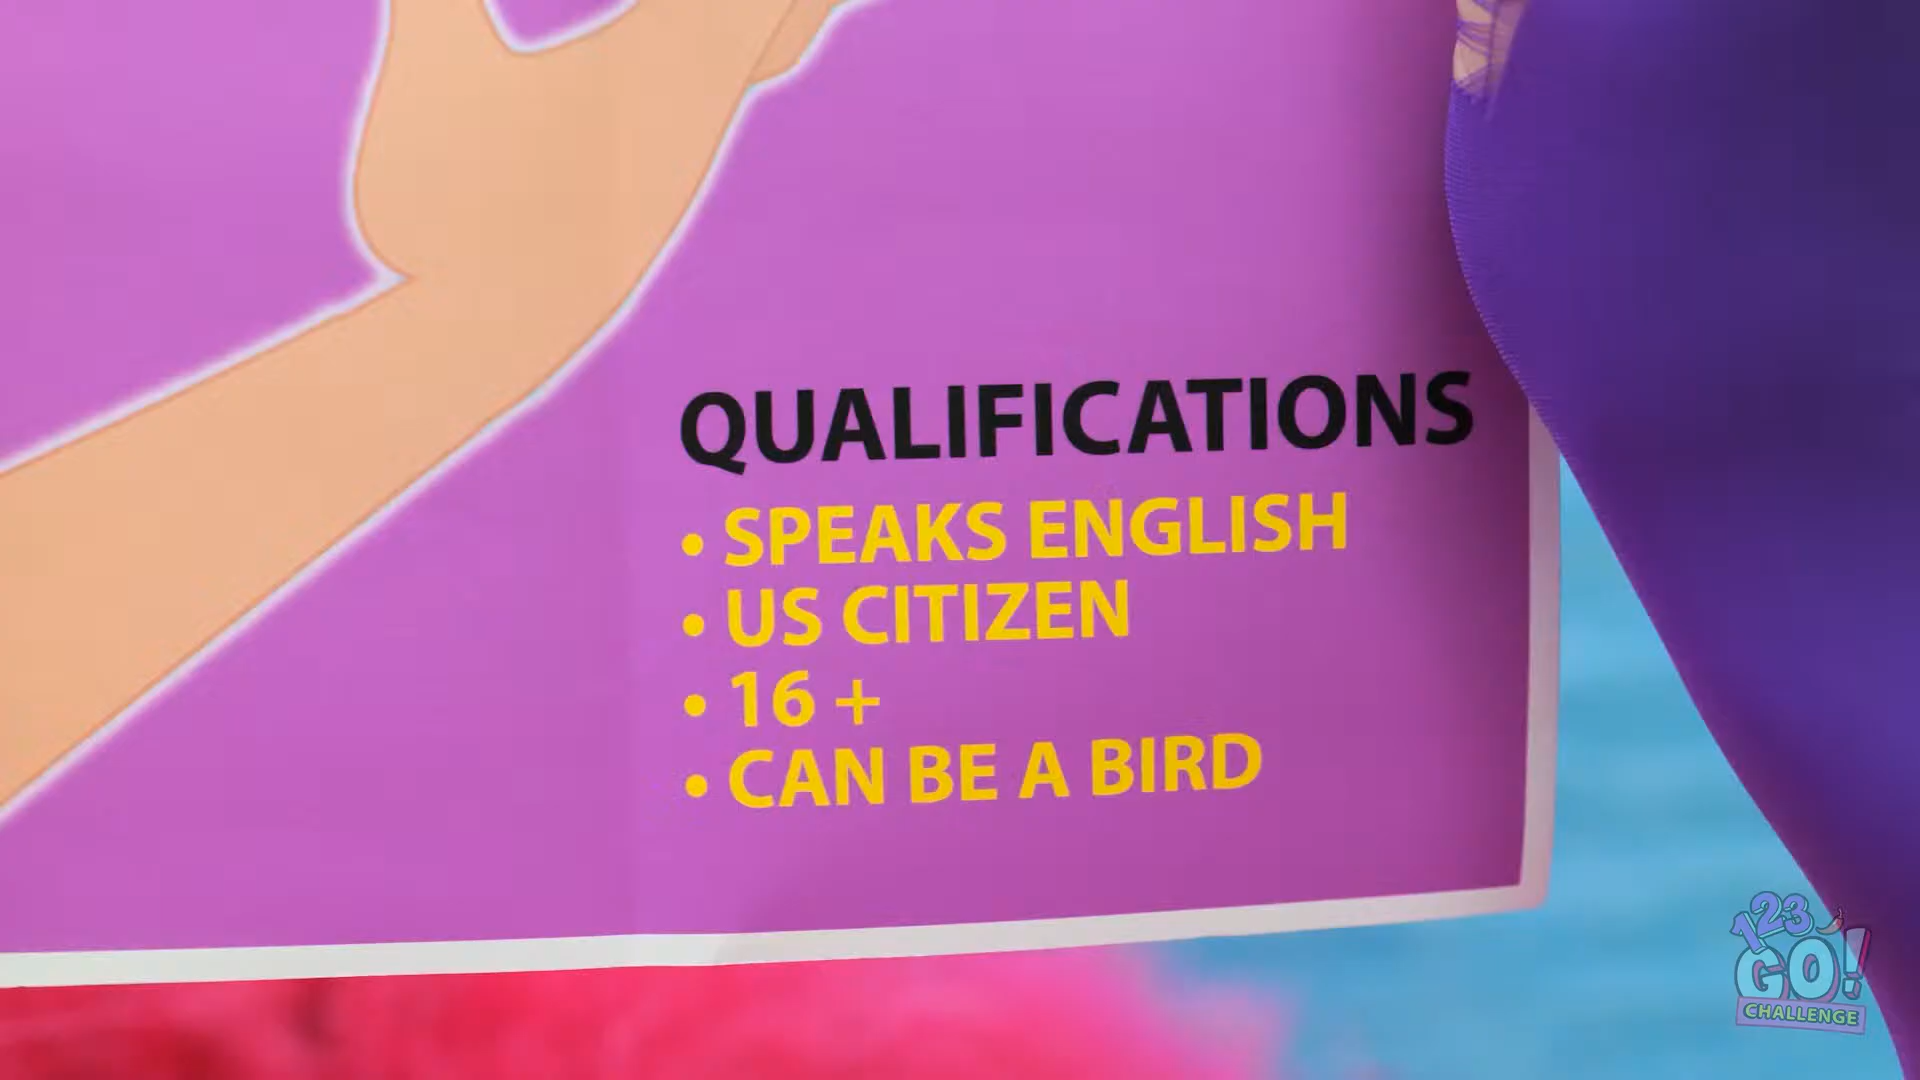 QUALIFICATIONS
• SPEAKS ENGLISH
• US CITIZEN
• 16 +
• CAN BE A BIRD
123
GO!
CHALLENGE